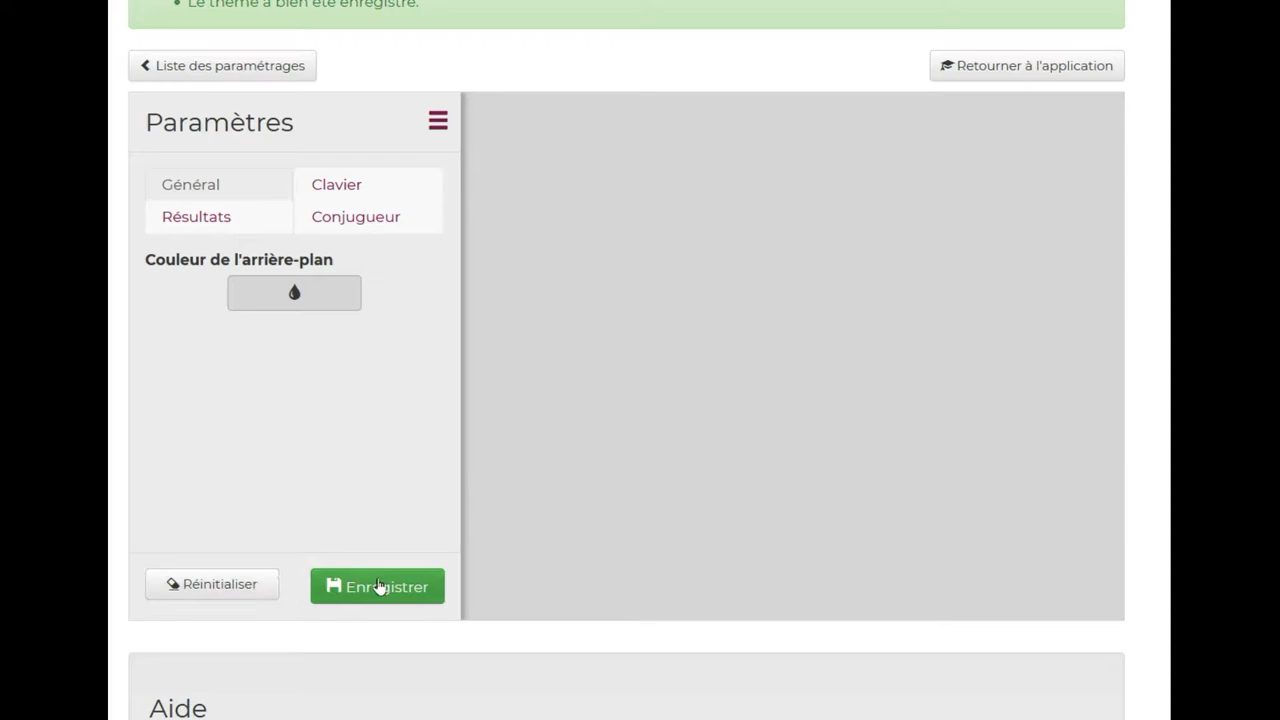 Le thème a bien été enregistré.
Liste des paramétrages
Retourner à l'application
Paramètres
Général
Clavier
Résultats
Conjugueur
Couleur de l'arrière-plan
Réinitialiser
Enregistrer
Aide